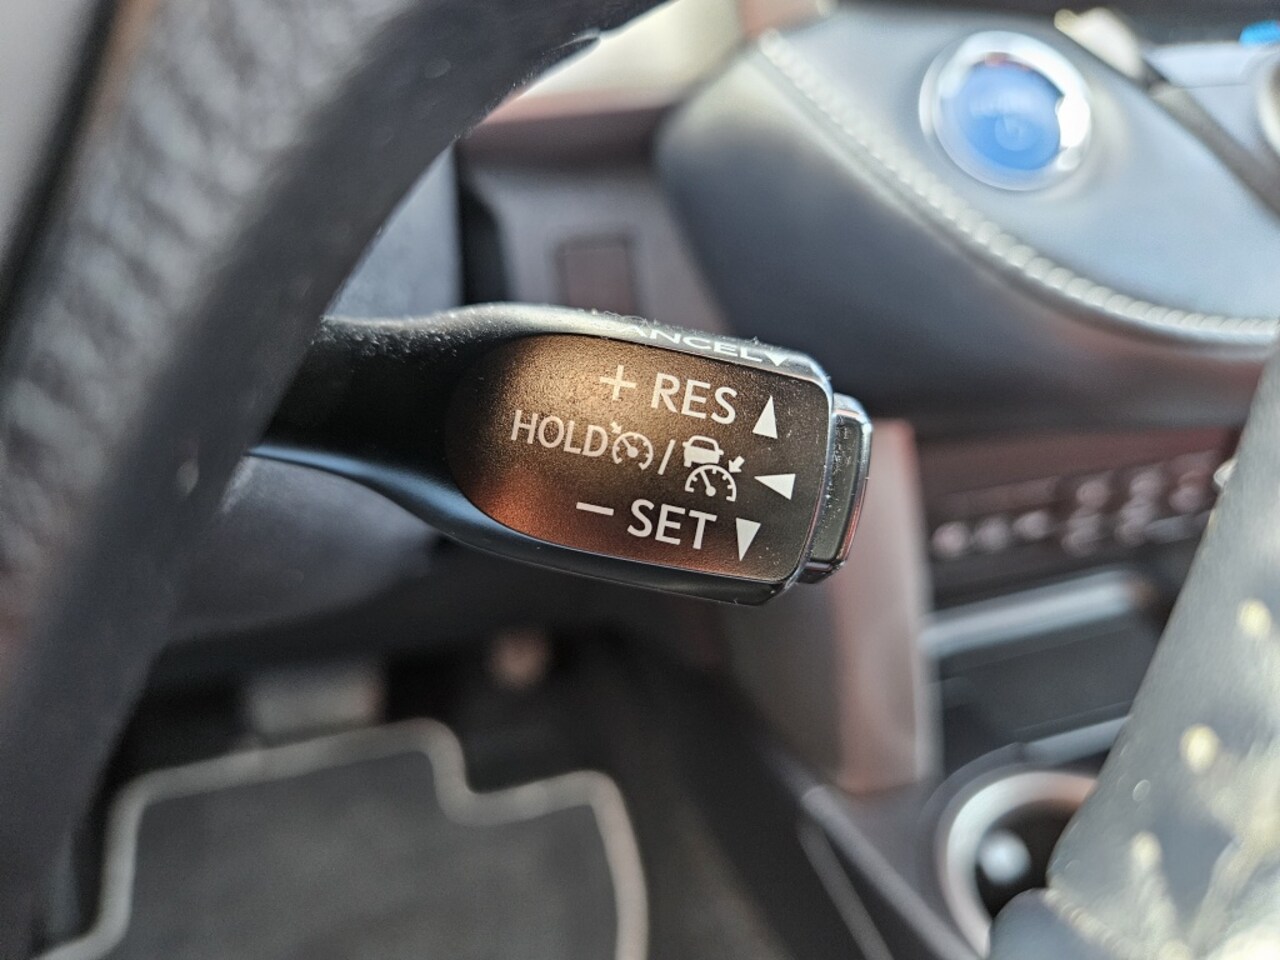 CANCEL▼
+ RES ▲
HOLD / ◀
− SET ▼